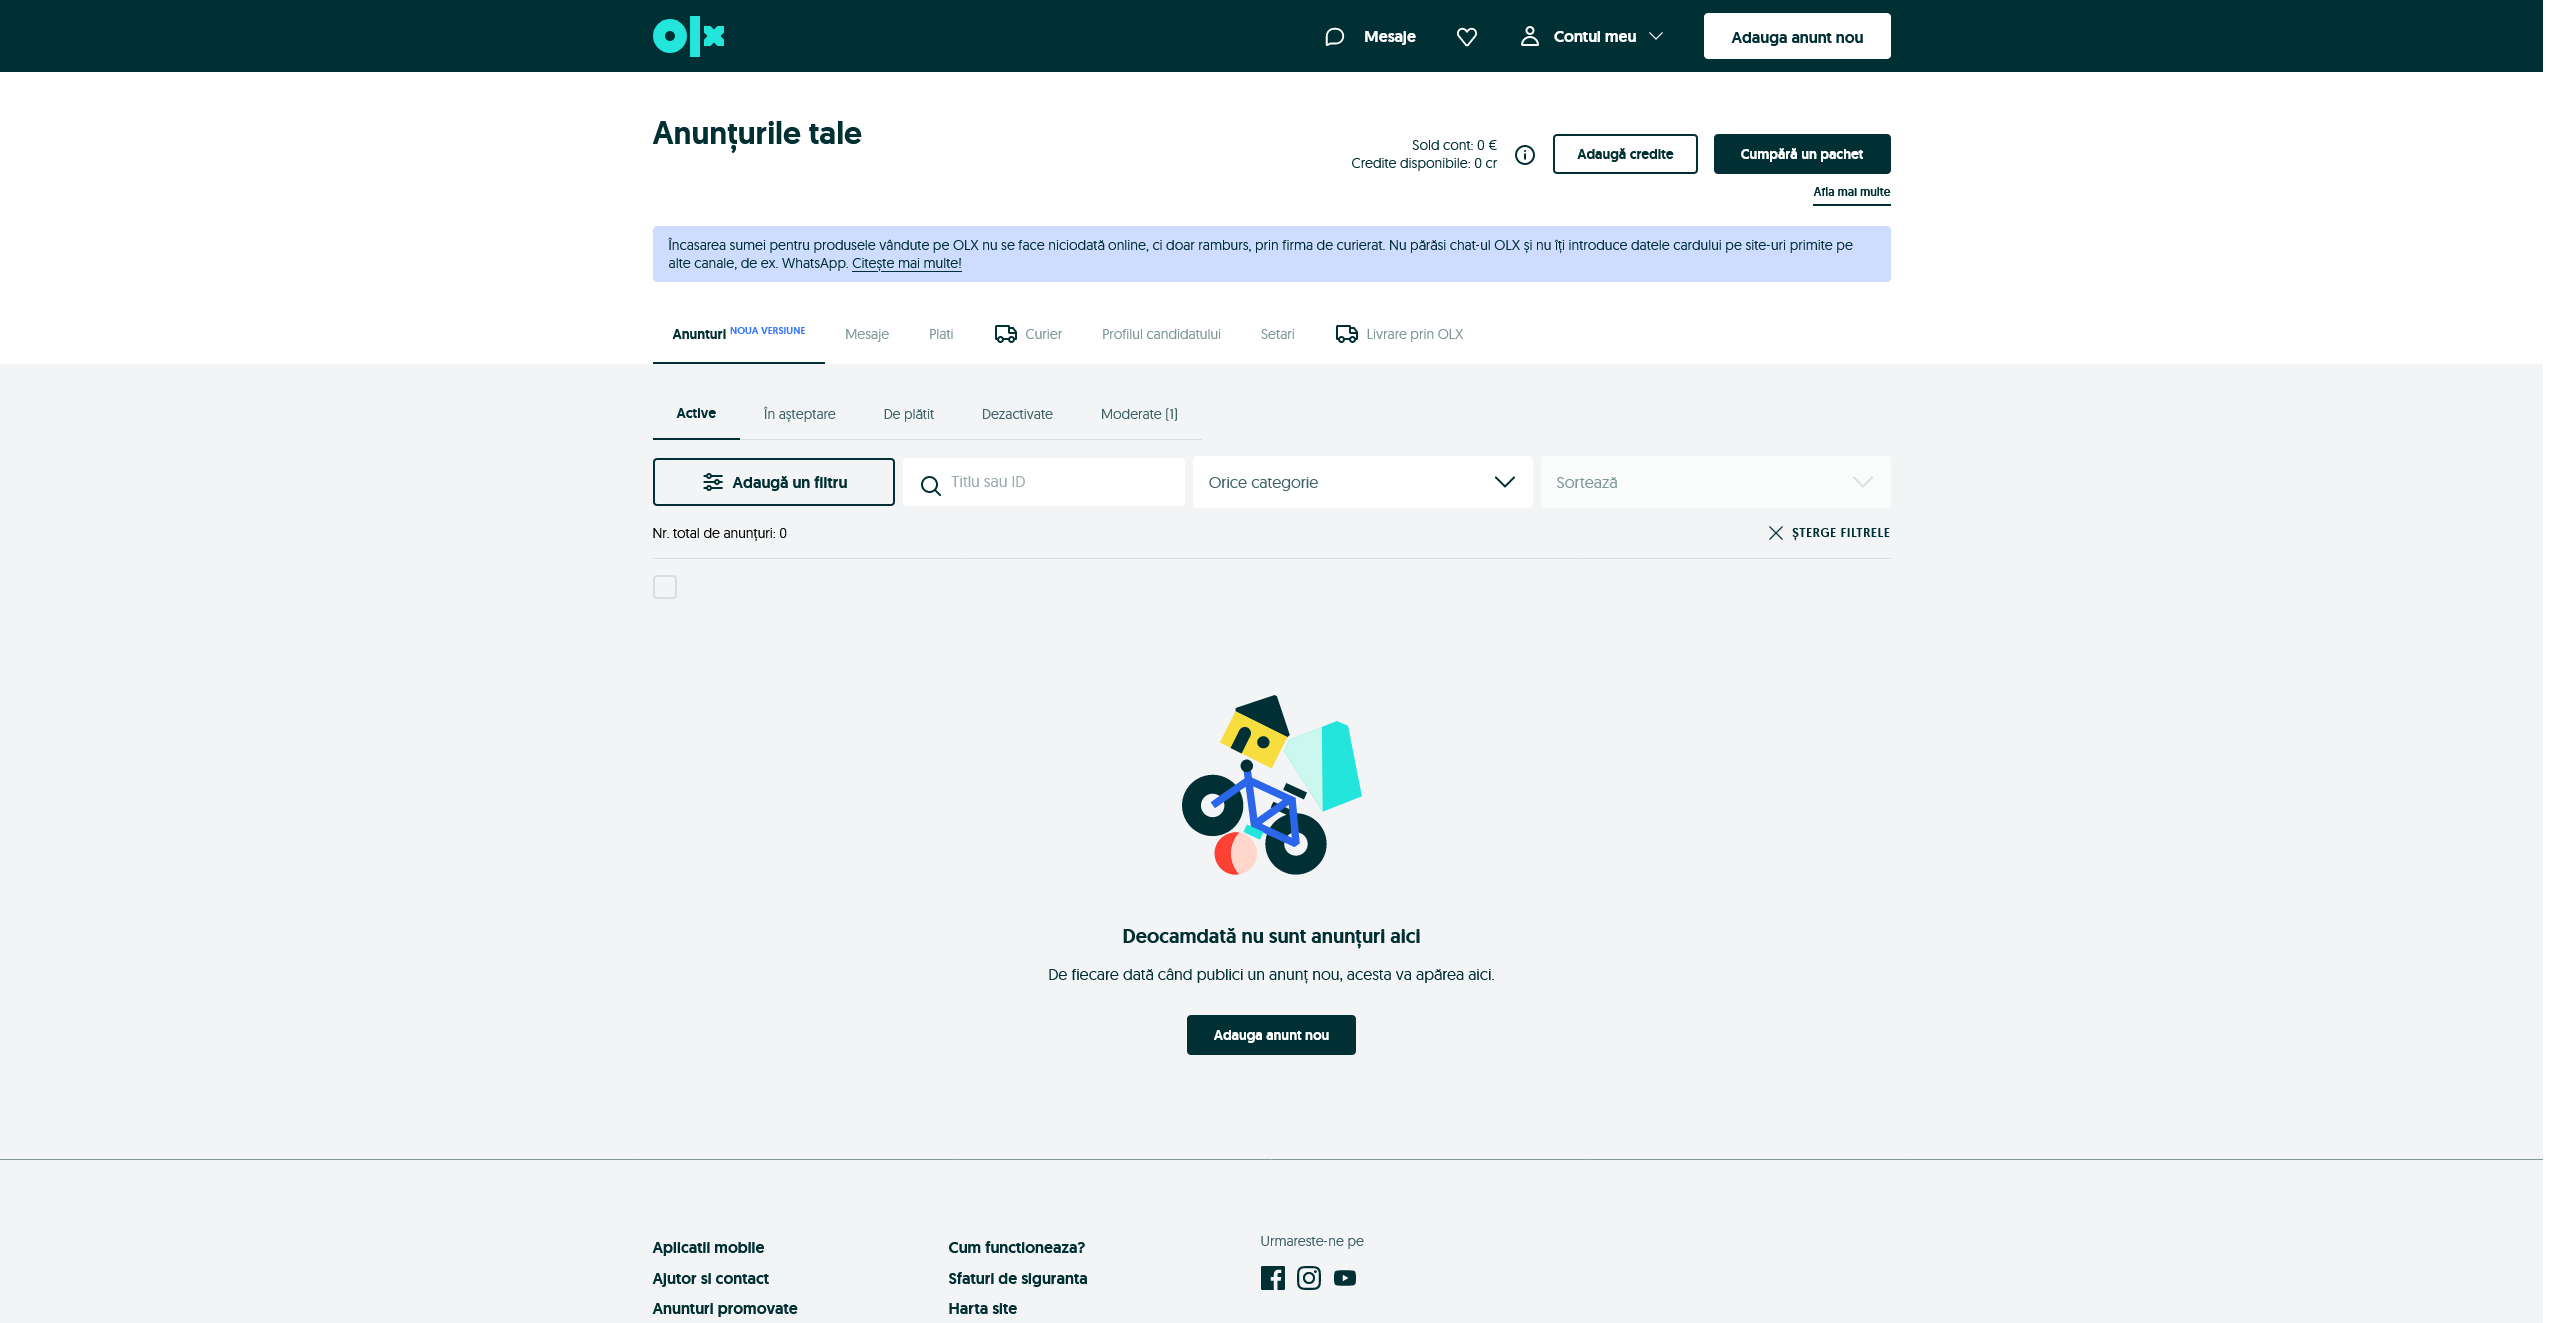 olx
Mesaje
Contul meu
Adauga anunt nou
Anunțurile tale
Sold cont: 0 €
Credite disponibile: 0 cr
Adaugă credite
Cumpără un pachet
Afla mai multe
Încasarea sumei pentru produsele vândute pe OLX nu se face niciodată online, ci doar ramburs, prin firma de curierat. Nu părăsi chat-ul OLX și nu îți introduce datele cardului pe site-uri primite pe
alte canale, de ex. WhatsApp. Citește mai multe!
Anunturi NOUA VERSIUNE
Mesaje
Plati
Curier
Profilul candidatului
Setari
Livrare prin OLX
Active
În așteptare
De plătit
Dezactivate
Moderate (1)
Adaugă un filtru
Titlu sau ID
Orice categorie
Sortează
Nr. total de anunțuri: 0
ȘTERGE FILTRELE
Deocamdată nu sunt anunțuri aici
De fiecare dată când publici un anunț nou, acesta va apărea aici.
Adauga anunt nou
Aplicatii mobile
Ajutor si contact
Anunturi promovate
Cum functioneaza?
Sfaturi de siguranta
Harta site
Urmareste-ne pe